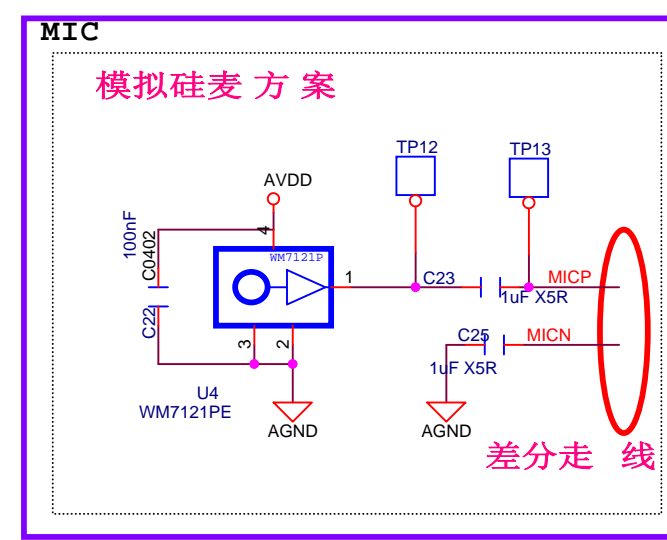 MIC
模拟硅麦 方 案
TP12
TP13
AVDD
100nF
C0402
C22
4
WM7121P
1
3
2
C23
1uF X5R
MICP
C25
1uF X5R
MICN
U4
WM7121PE
AGND
AGND
差分走 线